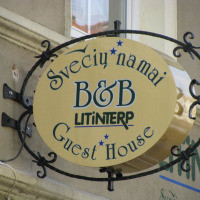 Svečių namai
B&B
LITINTERP
Guest House